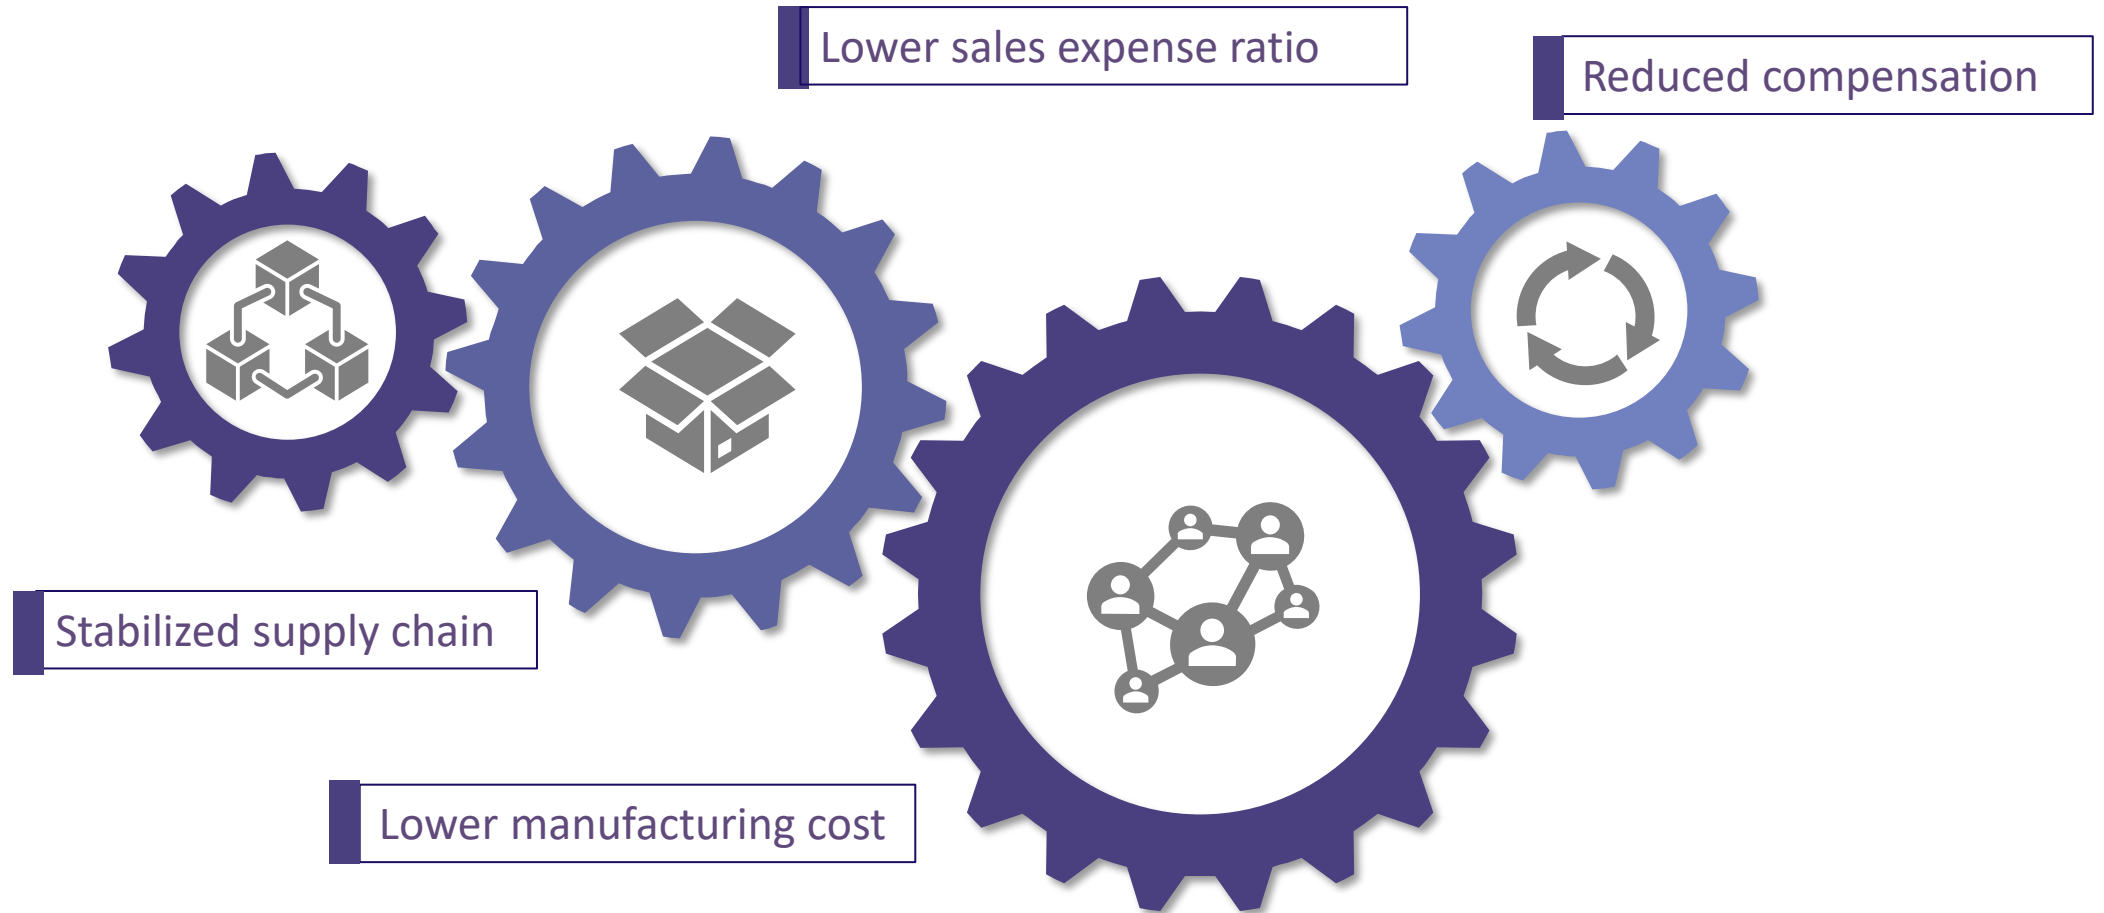 Lower sales expense ratio
Reduced compensation
Stabilized supply chain
Lower manufacturing cost